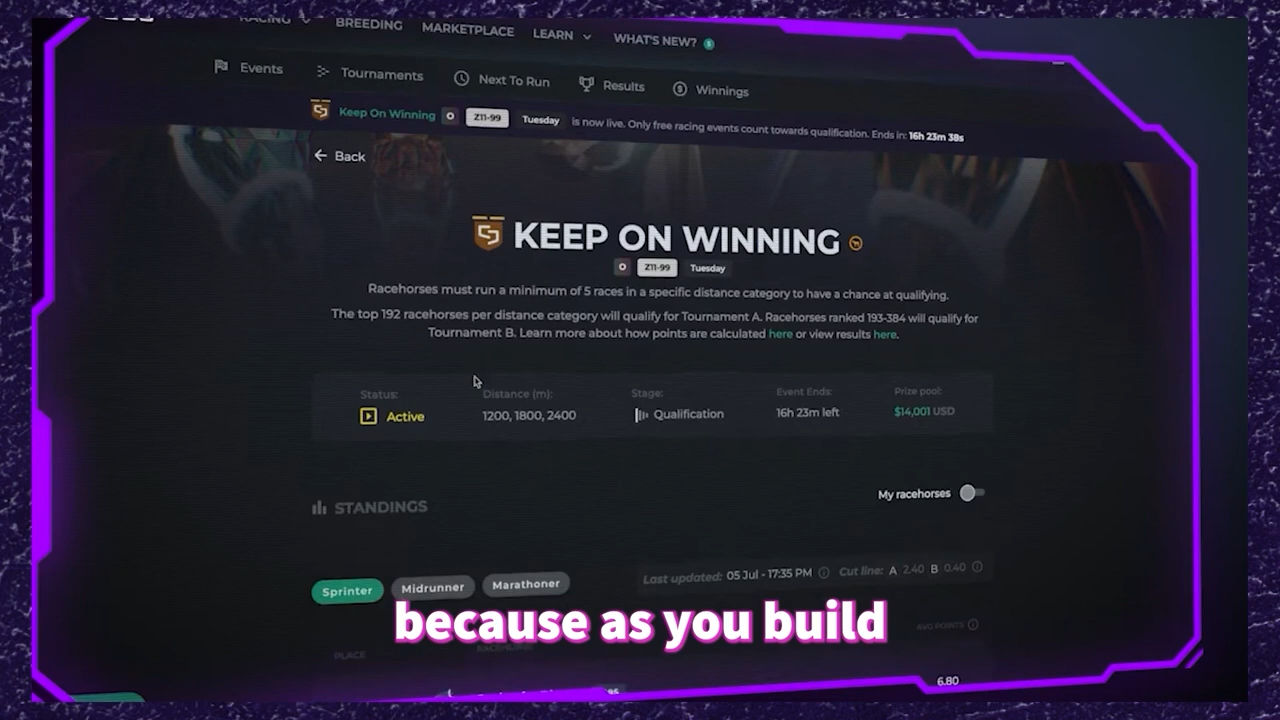 RACING BREEDING MARKETPLACE LEARN WHAT'S NEW?
Events Tournaments Next To Run Results Winnings
Keep On Winning O Z11-99 Tuesday is now live. Only free racing events count towards qualification. Ends in: 16h 23m 38s
Back
KEEP ON WINNING
O Z11-99 Tuesday
Racehorses must run a minimum of 5 races in a specific distance category to have a chance at qualifying.
The top 192 racehorses per distance category will qualify for Tournament A. Racehorses ranked 193-384 will qualify for
Tournament B. Learn more about how points are calculated here or view results here.
Status: Distance (m): Stage: Event Ends: Prize pool:
Active 1200, 1800, 2400 Qualification 16h 23m left $14,001 USD
My racehorses
STANDINGS
Last updated: 05 Jul - 17:35 PM Cut line: A 2.40 B 0.40
Sprinter Midrunner Marathoner
because as you build
AVG POINTS
PLACE
6.80